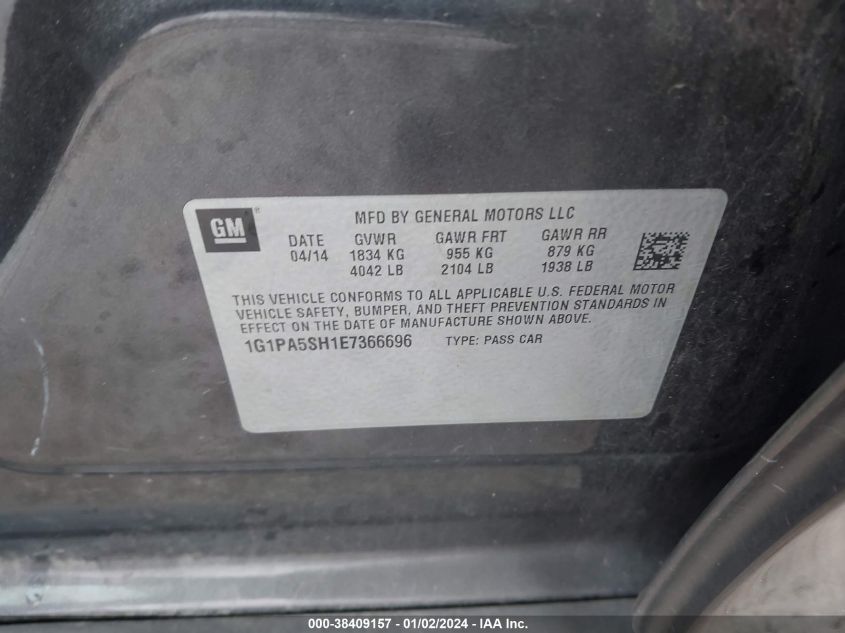 GM®
MFD BY GENERAL MOTORS LLC
DATE GVWR GAWR FRT GAWR RR
04/14 1834 KG 955 KG 879 KG
4042 LB 2104 LB 1938 LB
THIS VEHICLE CONFORMS TO ALL APPLICABLE U.S. FEDERAL MOTOR
VEHICLE SAFETY, BUMPER, AND THEFT PREVENTION STANDARDS IN
EFFECT ON THE DATE OF MANUFACTURE SHOWN ABOVE.
1G1PA5SH1E7366696 TYPE: PASS CAR
000-38409157 - 01/02/2024 - IAA Inc.